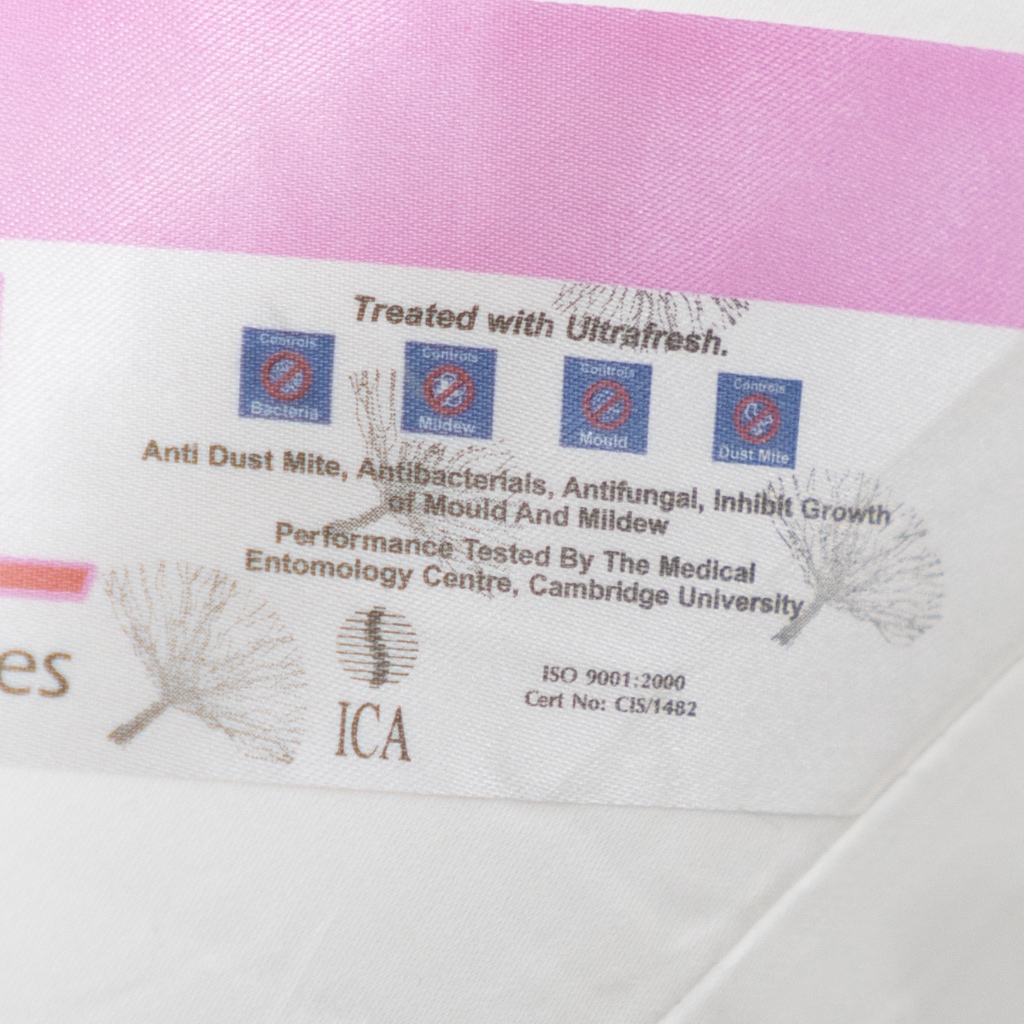 Treated with Ultrafresh.
Controls
Bacteria
Controls
Mildew
Controls
Mould
Controls
Dust Mite
Anti Dust Mite, Antibacterials, Antifungal, Inhibit Growth
of Mould And Mildew
Performance Tested By The Medical
Entomology Centre, Cambridge University
es
ICA
ISO 9001:2000
Cert No: CIS/1482